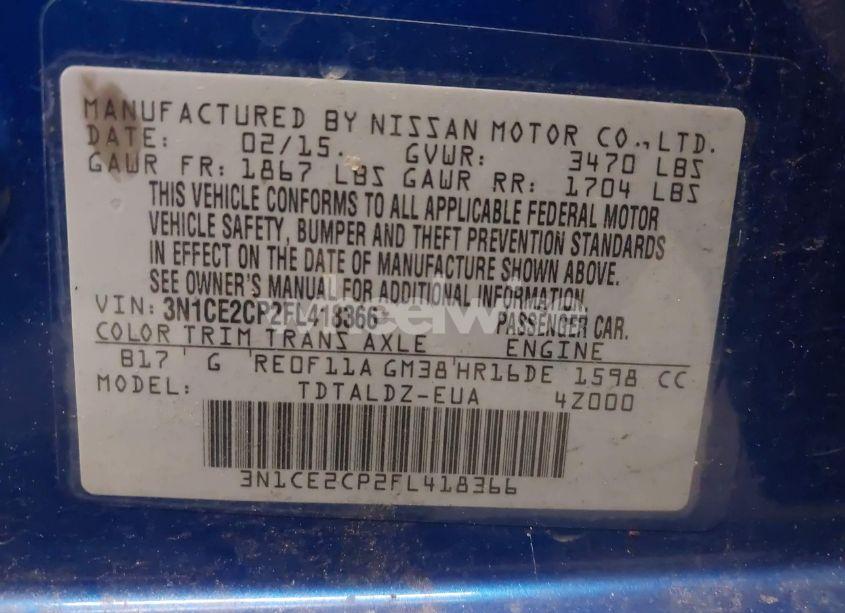 MANUFACTURED BY NISSAN MOTOR CO.,LTD.
DATE: 02/15. GVWR: 3470 LBS
GAWR FR: 1867 LBS GAWR RR: 1704 LBS
THIS VEHICLE CONFORMS TO ALL APPLICABLE FEDERAL MOTOR
VEHICLE SAFETY, BUMPER AND THEFT PREVENTION STANDARDS
IN EFFECT ON THE DATE OF MANUFACTURE SHOWN ABOVE.
SEE OWNER'S MANUAL FOR ADDITIONAL INFORMATION.
VIN: 3N1CE2CP2FL418366 PASSENGER CAR.
COLOR TRIM TRANS AXLE ENGINE
B17 G RE0F11A GM38 HR16DE 1598 CC
MODEL: TDTALDZ-EUA 4Z000
3N1CE2CP2FL418366